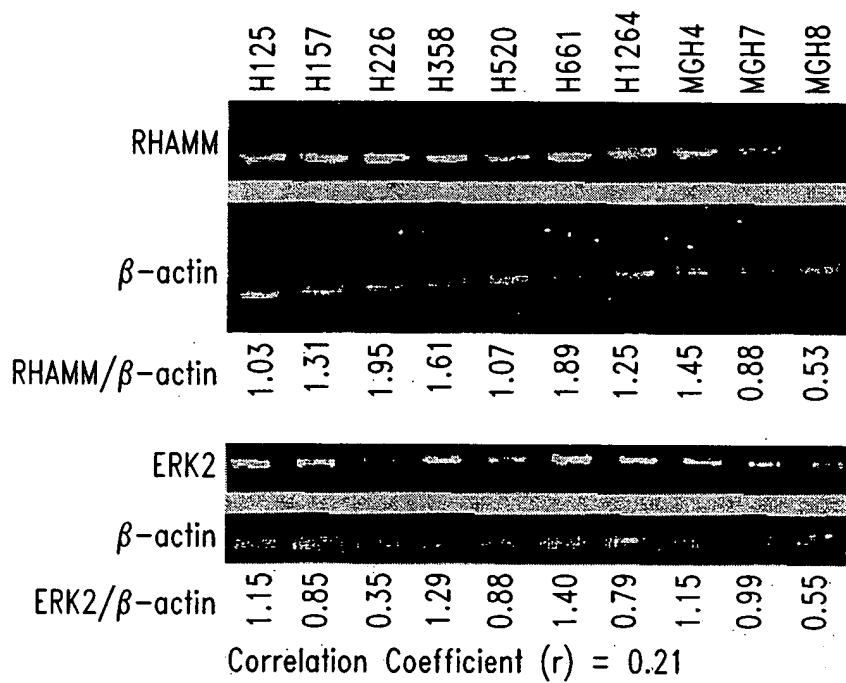 H125 H157 H226 H358 H520 H661 H1264 MGH4 MGH7 MGH8
RHAMM
β-actin
RHAMM/β-actin 1.03 1.31 1.95 1.61 1.07 1.89 1.25 1.45 0.88 0.53
ERK2
β-actin
ERK2/β-actin 1.15 0.85 0.35 1.29 0.88 1.40 0.79 1.15 0.99 0.55
Correlation Coefficient (r) = 0.21